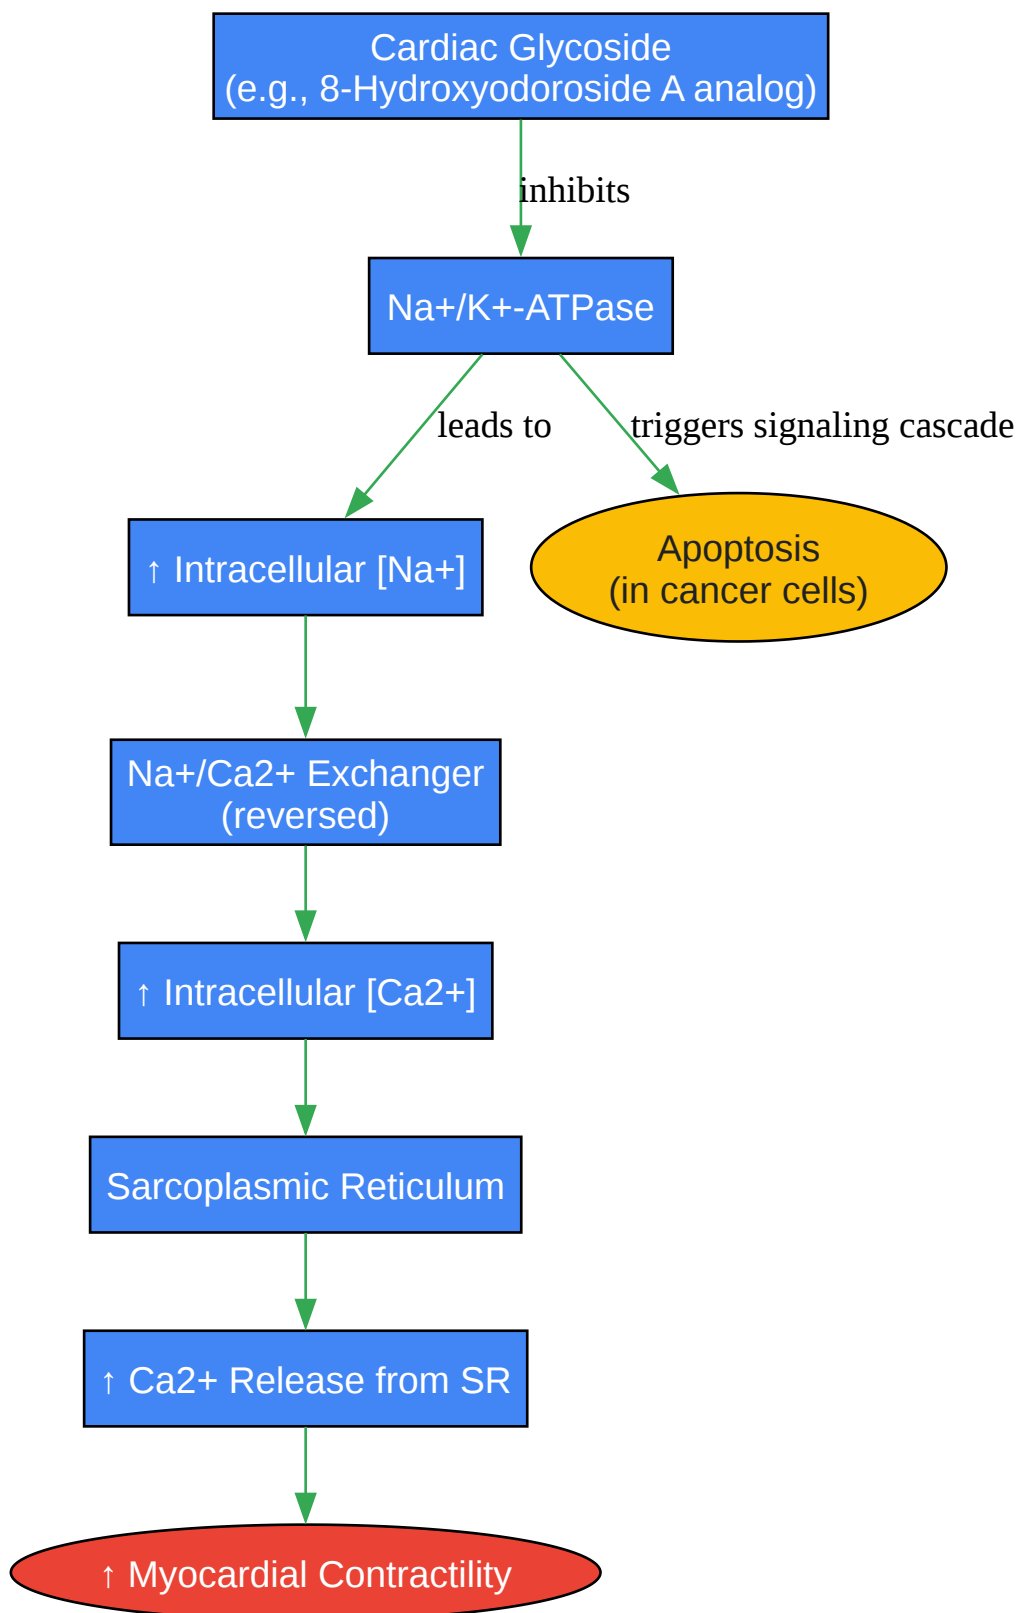 Cardiac Glycoside
(e.g., 8-Hydroxyodoroside A analog)
inhibits
Na+/K+-ATPase
leads to
triggers signaling cascade
↑ Intracellular [Na+]
Apoptosis
(in cancer cells)
Na+/Ca2+ Exchanger
(reversed)
↑ Intracellular [Ca2+]
Sarcoplasmic Reticulum
↑ Ca2+ Release from SR
↑ Myocardial Contractility